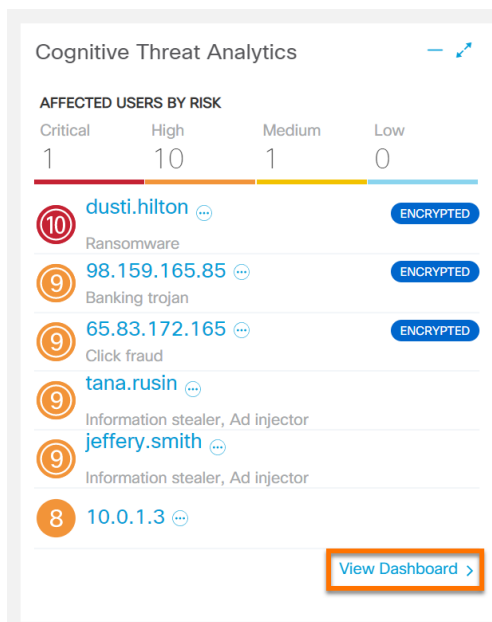 Cognitive Threat Analytics
AFFECTED USERS BY RISK
Critical High Medium Low
1 10 1 0
10 dusti.hilton ENCRYPTED
Ransomware
9 98.159.165.85 ENCRYPTED
Banking trojan
9 65.83.172.165 ENCRYPTED
Click fraud
9 tana.rusin
Information stealer, Ad injector
9 jeffery.smith
Information stealer, Ad injector
8 10.0.1.3
View Dashboard >